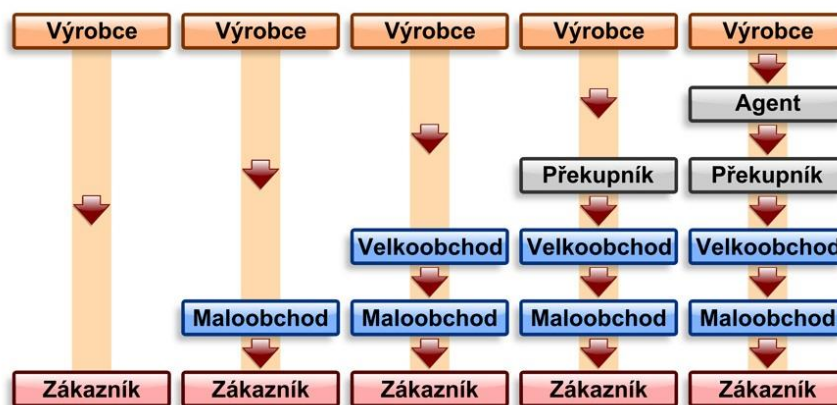 Výrobce Výrobce Výrobce Výrobce Výrobce
Agent
Překupník Překupník
Velkoobchod Velkoobchod Velkoobchod
Maloobchod Maloobchod Maloobchod Maloobchod
Zákazník Zákazník Zákazník Zákazník Zákazník